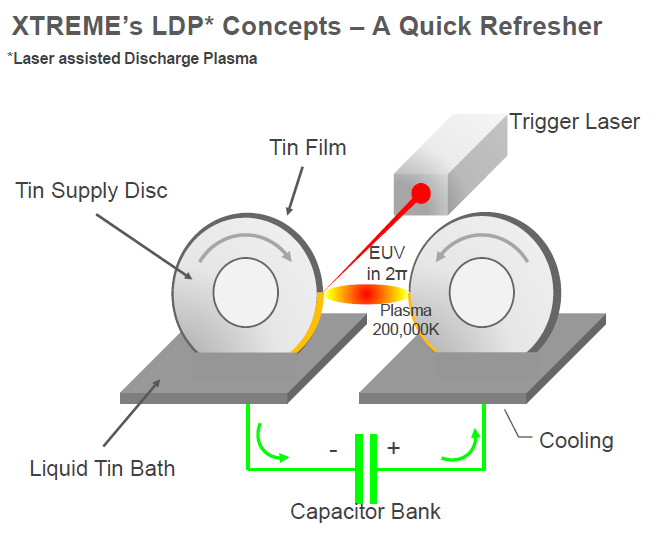 XTREME's LDP* Concepts – A Quick Refresher
*Laser assisted Discharge Plasma
Trigger Laser
Tin Film
Tin Supply Disc
EUV
in 2π
Plasma
200,000K
- +
Cooling
Liquid Tin Bath
Capacitor Bank